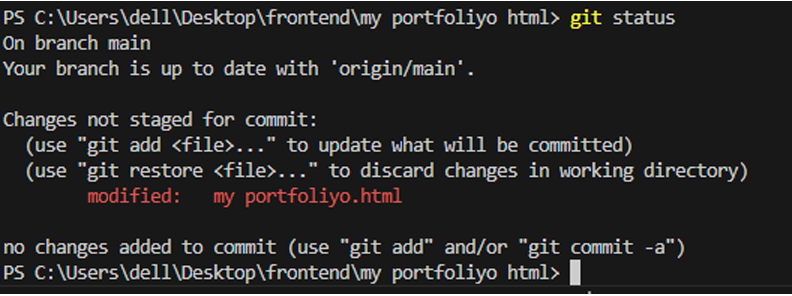 PS C:\Users\dell\Desktop\frontend\my portfoliyo html> git status
On branch main
Your branch is up to date with 'origin/main'.

Changes not staged for commit:
  (use "git add <file>..." to update what will be committed)
  (use "git restore <file>..." to discard changes in working directory)
        modified:   my portfoliyo.html

no changes added to commit (use "git add" and/or "git commit -a")
PS C:\Users\dell\Desktop\frontend\my portfoliyo html>